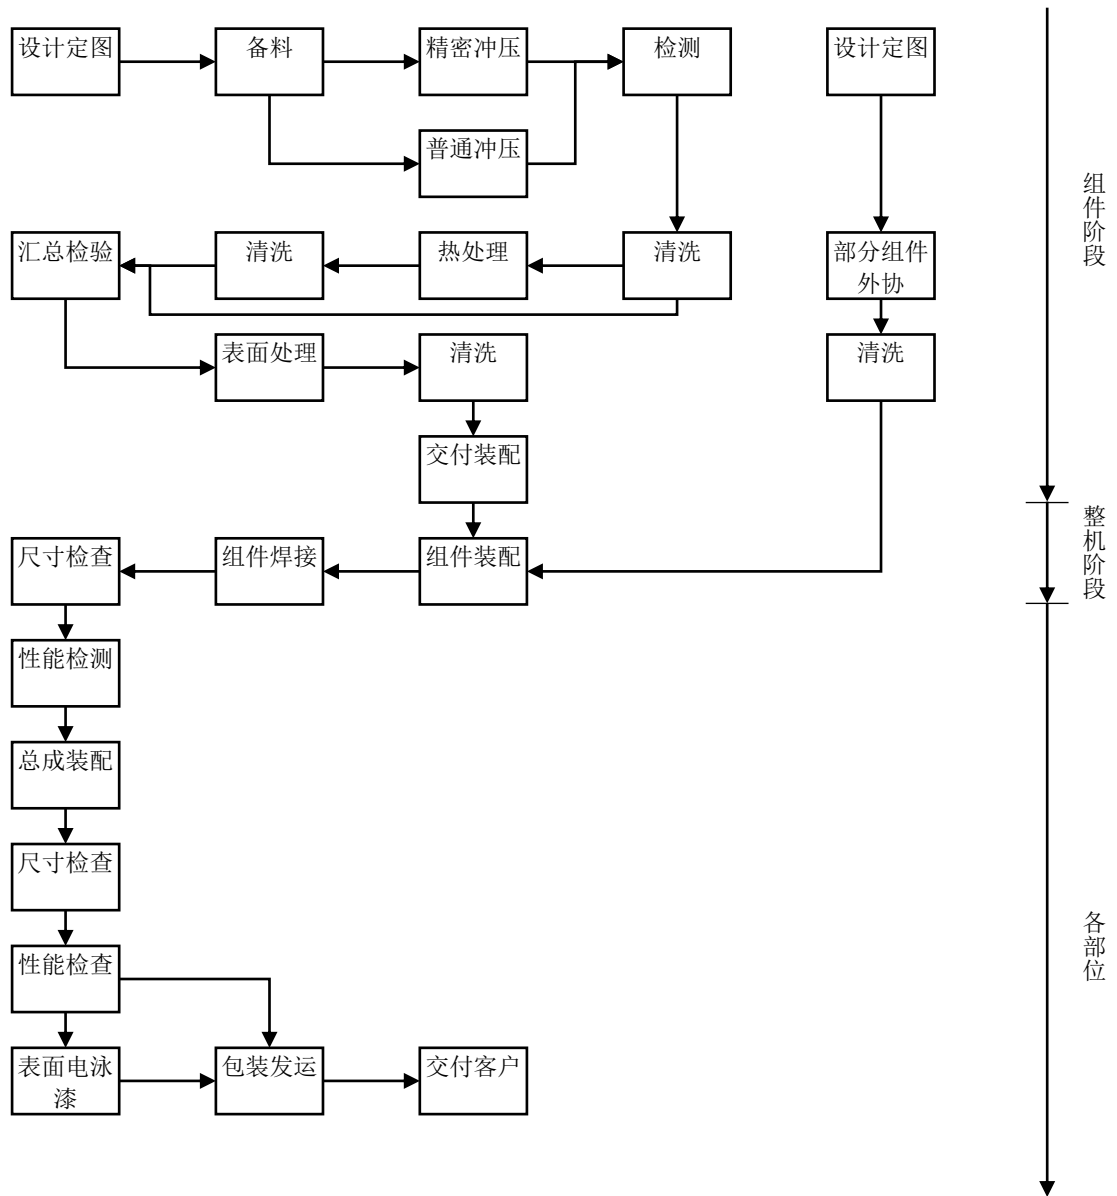 设计定图
备料
精密冲压
检测
设计定图
普通冲压
组件阶段
汇总检验
清洗
热处理
清洗
部分组件
外协
表面处理
清洗
清洗
交付装配
整机阶段
尺寸检查
组件焊接
组件装配
性能检测
总成装配
尺寸检查
各部位
性能检查
表面电泳
漆
包装发运
交付客户